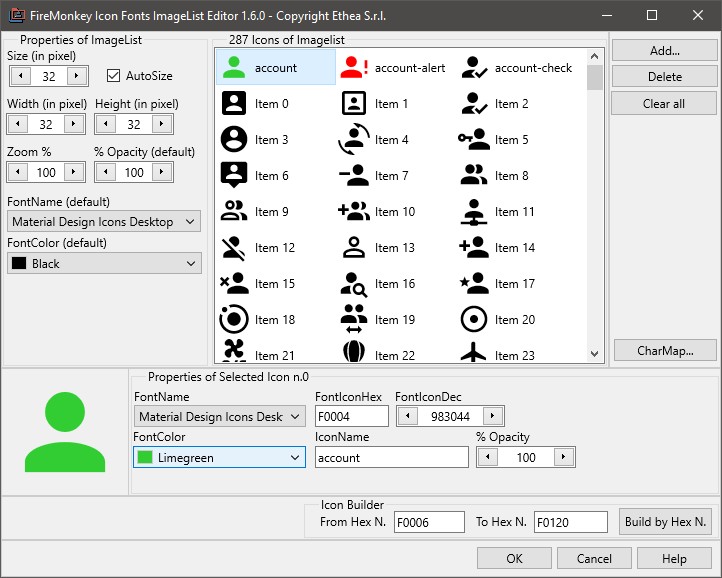 FireMonkey Icon Fonts ImageList Editor 1.6.0 - Copyright Ethea S.r.l.
Properties of ImageList
Size (in pixel)
32
AutoSize
Width (in pixel) Height (in pixel)
32 32
Zoom % % Opacity (default)
100 100
FontName (default)
Material Design Icons Desktop
FontColor (default)
Black
287 Icons of Imagelist
account account-alert account-check
Item 0 Item 1 Item 2
Item 3 Item 4 Item 5
Item 6 Item 7 Item 8
Item 9 Item 10 Item 11
Item 12 Item 13 Item 14
Item 15 Item 16 Item 17
Item 18 Item 19 Item 20
Item 21 Item 22 Item 23
Add...
Delete
Clear all
CharMap...
Properties of Selected Icon n.0
FontName FontIconHex FontIconDec
Material Design Icons Desk F0004 983044
FontColor IconName % Opacity
Limegreen account 100
Icon Builder
From Hex N. F0006 To Hex N. F0120 Build by Hex N.
OK Cancel Help